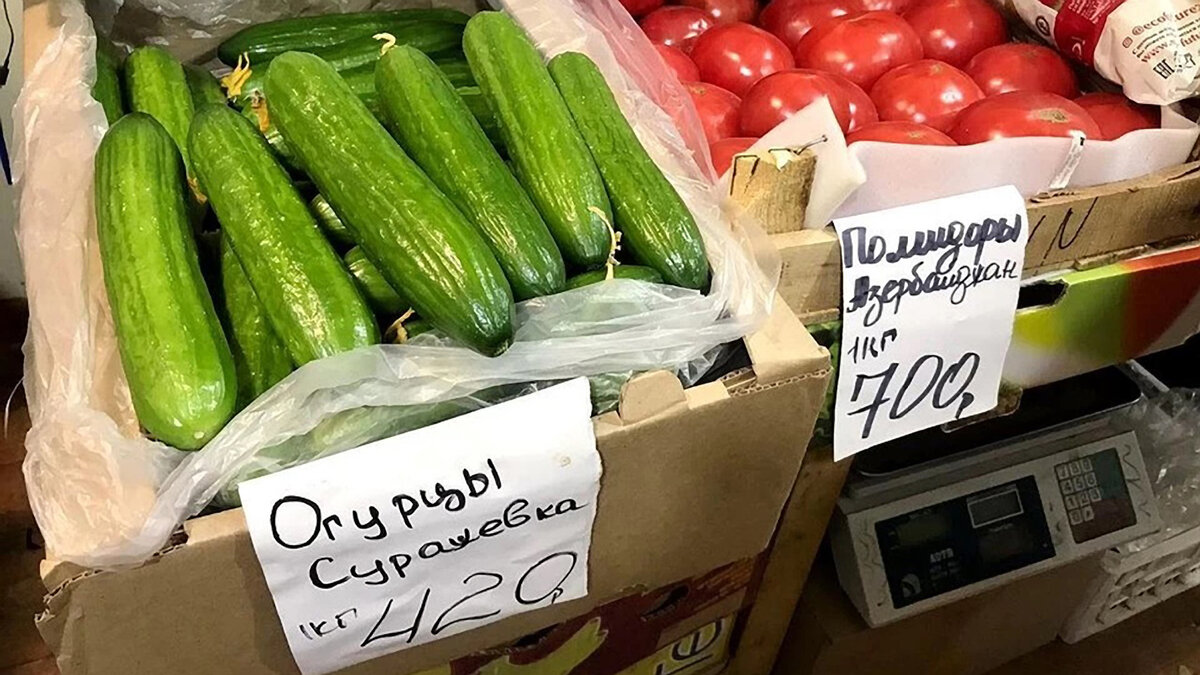 Огурцы
Суражевка
1кг 420р
Помидоры
Азербайджан
1кг
700р